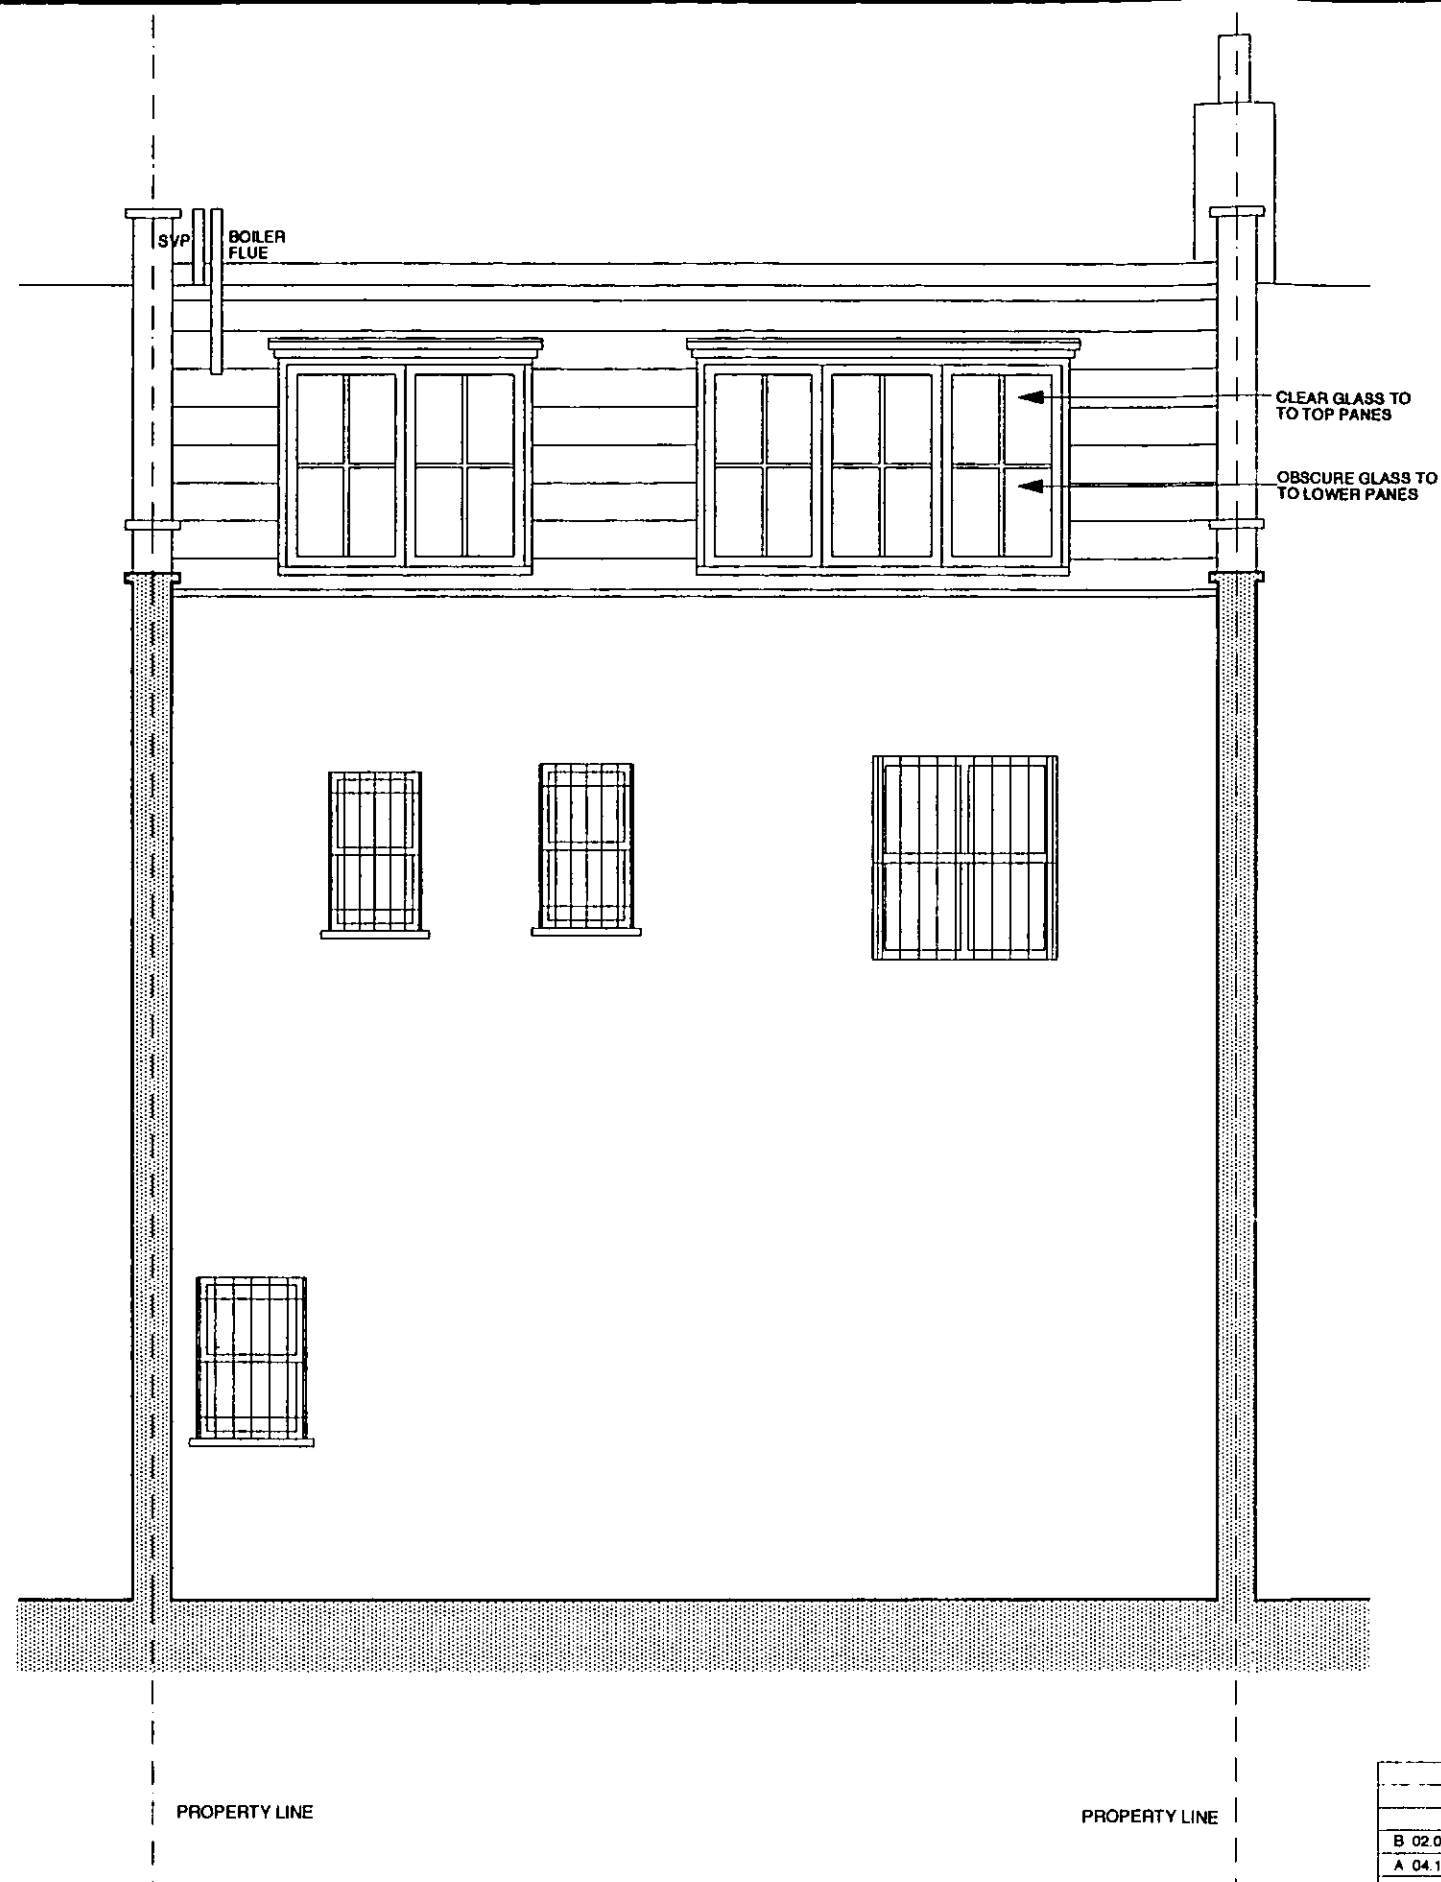 SVP
BOILER
FLUE
CLEAR GLASS TO
TO TOP PANES
OBSCURE GLASS TO
TO LOWER PANES
PROPERTY LINE
PROPERTY LINE
B 02.0
A 04.1